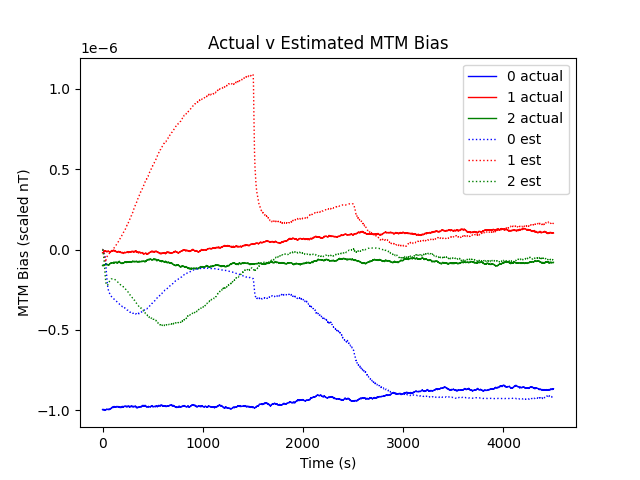 Actual v Estimated MTM Bias
1e−6
MTM Bias (scaled nT)
1.0
0.5
0.0
−0.5
−1.0
0 actual
1 actual
2 actual
0 est
1 est
2 est
0 1000 2000 3000 4000
Time (s)